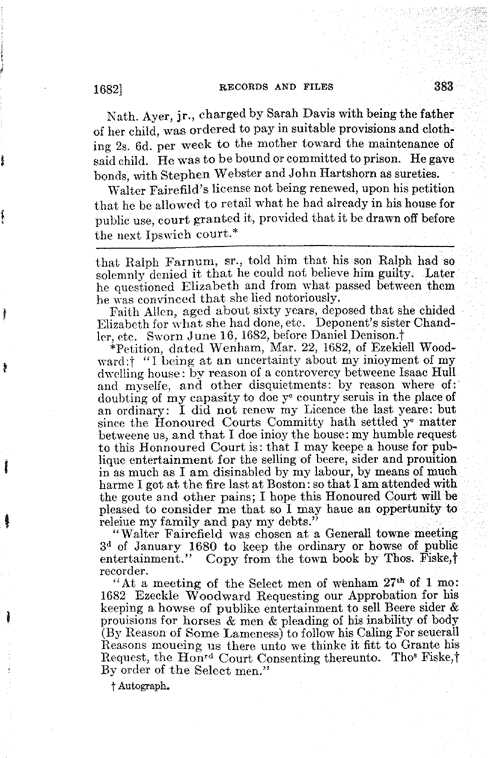 1682] RECORDS AND FILES 383
Nath. Ayer, jr., charged by Sarah Davis with being the father
of her child, was ordered to pay in suitable provisions and cloth-
ing 2s. 6d. per week to the mother toward the maintenance of
said child. He was to be bound or committed to prison. He gave
bonds, with Stephen Webster and John Hartshorn as sureties.
Walter Fairefild's license not being renewed, upon his petition
that he be allowed to retail what he had already in his house for
public use, court granted it, provided that it be drawn off before
the next Ipswich court.*
that Ralph Farnum, sr., told him that his son Ralph had so
solemnly denied it that he could not believe him guilty. Later
he questioned Elizabeth and from what passed between them
he was convinced that she lied notoriously.
Faith Allen, aged about sixty years, deposed that she chided
Elizabeth for what she had done, etc. Deponent's sister Chand-
ler, etc. Sworn June 16, 1682, before Daniel Denison.†
*Petition, dated Wenham, Mar. 22, 1682, of Ezekiell Wood-
ward:† "I being at an uncertainty about my inioyment of my
dwelling house: by reason of a controvercy betweene Isaac Hull
and myselfe, and other disquietments: by reason where of:
doubting of my capasity to doe yᵉ country seruis in the place of
an ordinary: I did not renew my Licence the last yeare: but
since the Honoured Courts Committy hath settled yᵉ matter
betweene us, and that I doe inioy the house: my humble request
to this Honnoured Court is: that I may keepe a house for pub-
lique entertainment for the selling of beere, sider and prouition
in as much as I am disinabled by my labour, by means of much
harme I got at the fire last at Boston: so that I am attended with
the goute and other pains; I hope this Honoured Court will be
pleased to consider me that so I may haue an oppertunity to
releiue my family and pay my debts."
"Walter Fairefield was chosen at a Generall towne meeting
3ᵈ of January 1680 to keep the ordinary or howse of public
entertainment." Copy from the town book by Thos. Fiske,†
recorder.
"At a meeting of the Select men of wenham 27ᵗʰ of 1 mo:
1682 Ezeckle Woodward Requesting our Approbation for his
keeping a howse of publike entertainment to sell Beere sider &
prouisions for horses & men & pleading of his inability of body
(By Reason of Some Lameness) to follow his Caling For seuerall
Reasons moueing us there unto we thinke it fitt to Grante his
Request, the Honʳᵈ Court Consenting thereunto. Thoˢ Fiske,†
By order of the Select men."
† Autograph.